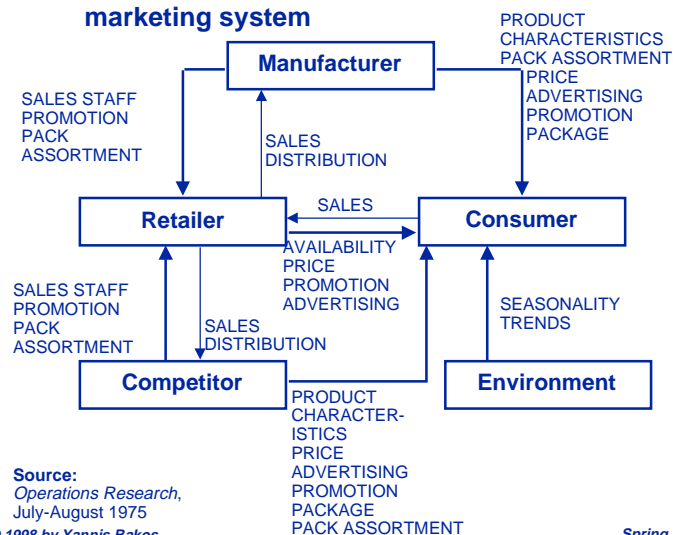 marketing system
PRODUCT
CHARACTERISTICS
PACK ASSORTMENT
PRICE
ADVERTISING
PROMOTION
PACKAGE
Manufacturer
SALES STAFF
PROMOTION
PACK
ASSORTMENT
SALES
DISTRIBUTION
Retailer
SALES
Consumer
AVAILABILITY
PRICE
PROMOTION
ADVERTISING
SALES STAFF
PROMOTION
PACK
ASSORTMENT
SALES
DISTRIBUTION
SEASONALITY
TRENDS
Competitor
Environment
PRODUCT
CHARACTER-
ISTICS
PRICE
ADVERTISING
PROMOTION
PACKAGE
PACK ASSORTMENT
Source:
Operations Research,
July-August 1975
1998 by Yannis Bakos
Spring